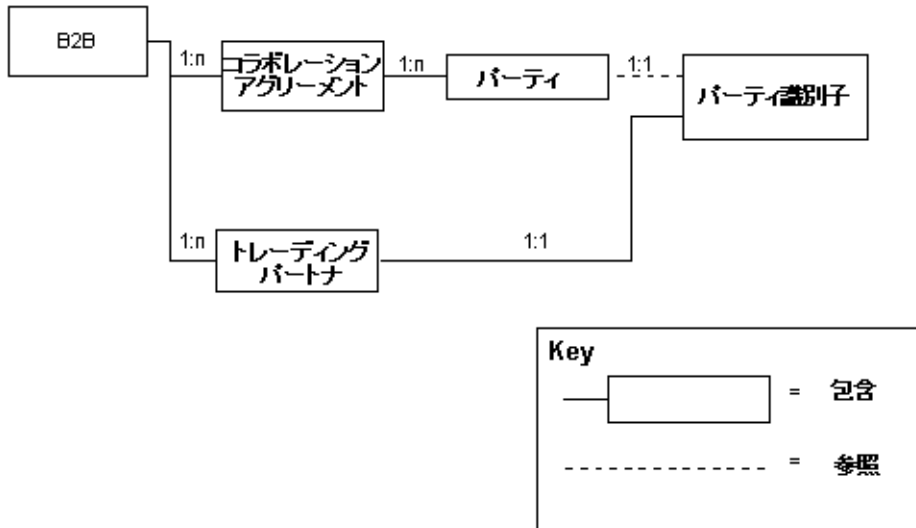 B2B
1:n
コラボレーション
アグリーメント
1:n
パーティ
1:1
パーティ識別子
1:n
トレーディング
パートナ
1:1
Key
= 包含
= 参照